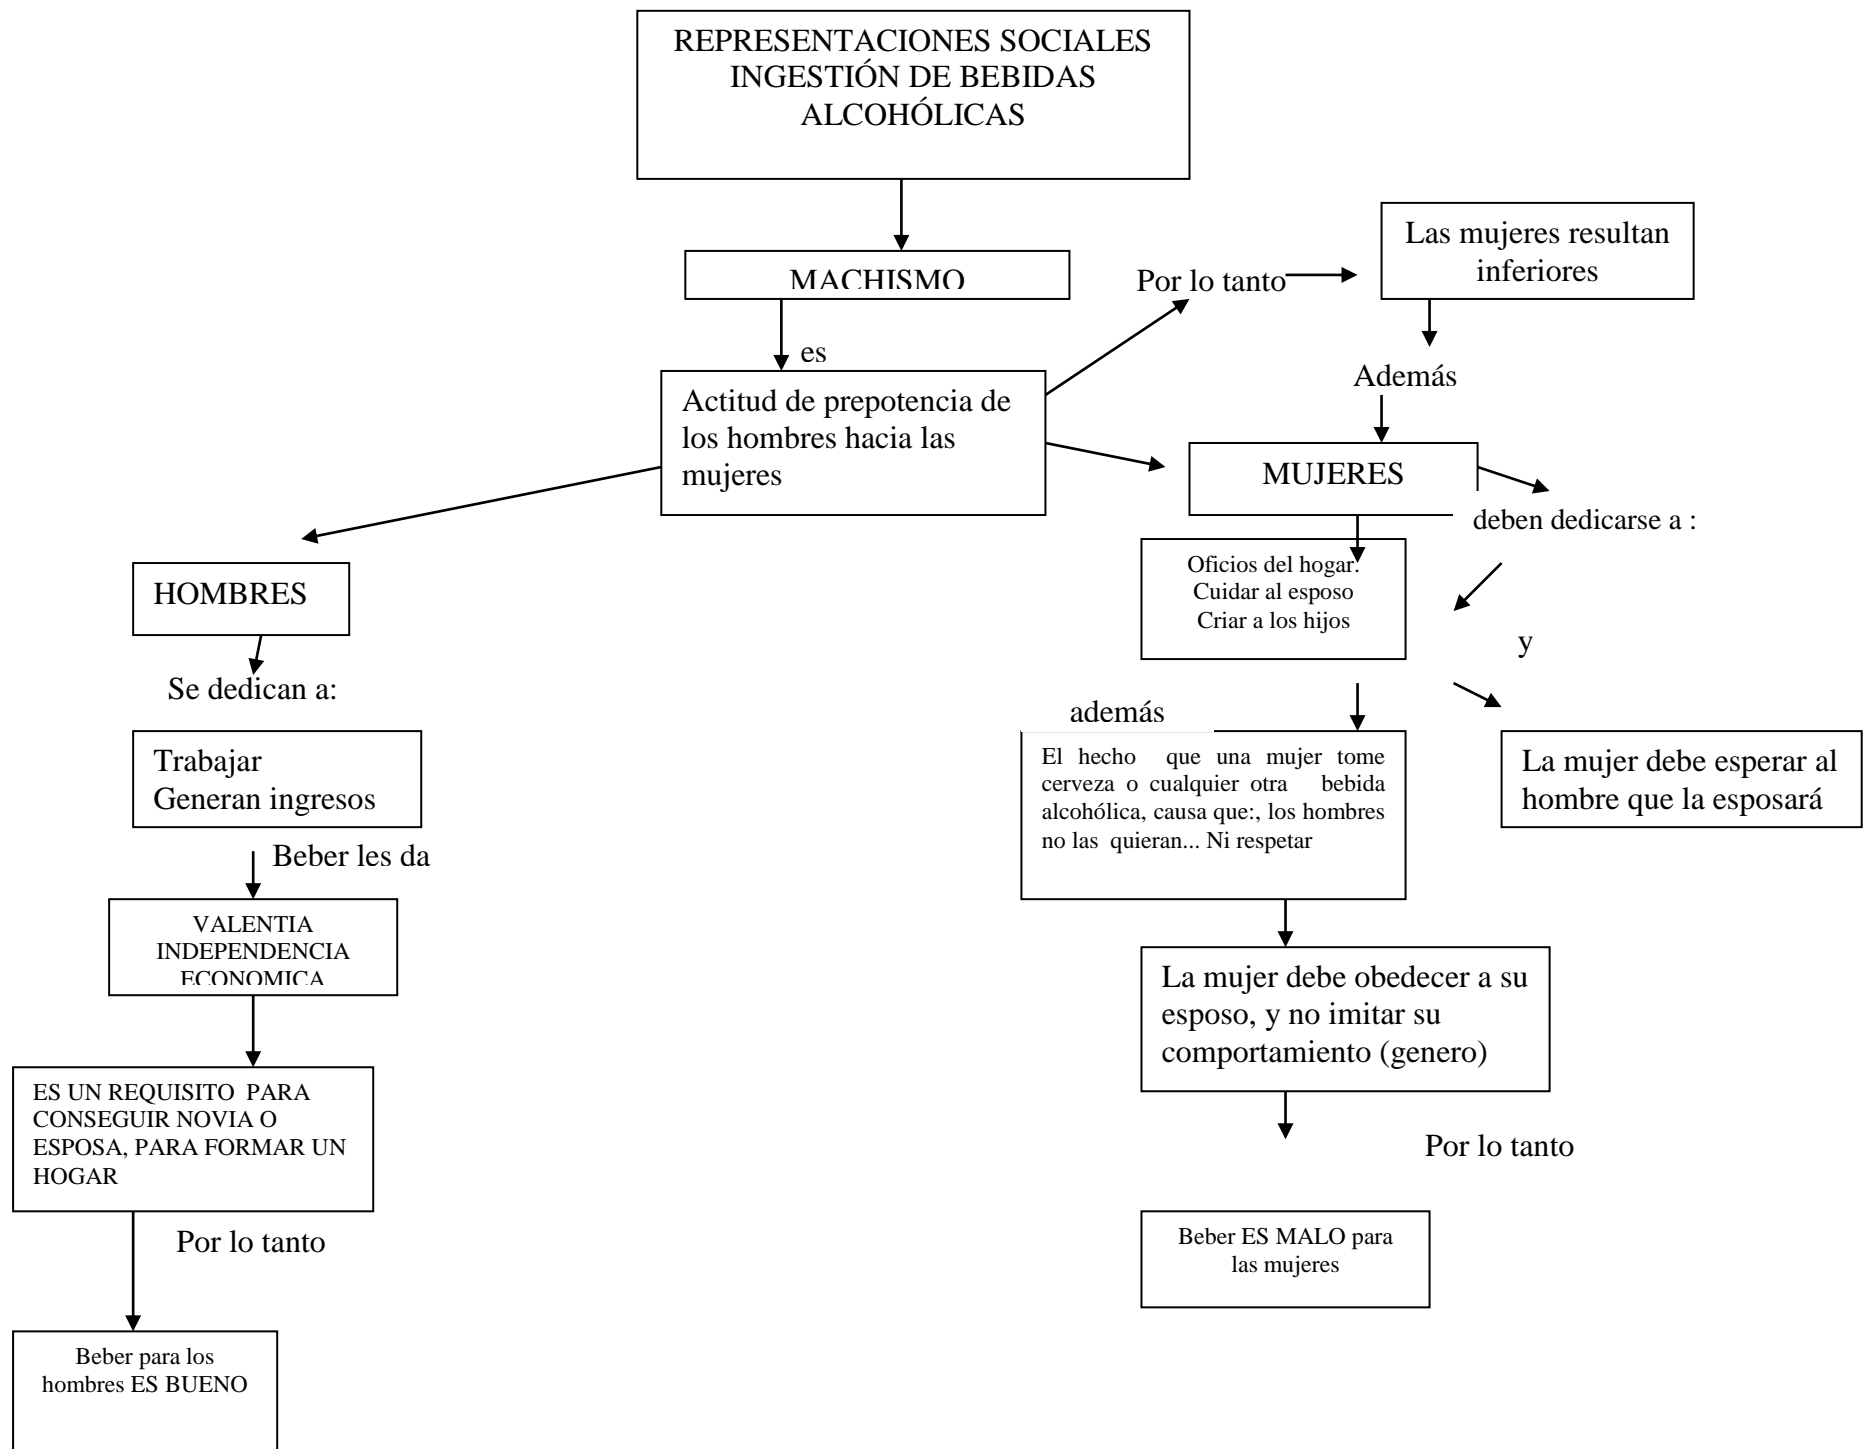 REPRESENTACIONES SOCIALES
INGESTIÓN DE BEBIDAS
ALCOHÓLICAS
MACHISMO
es
Actitud de prepotencia de
los hombres hacia las
mujeres
Por lo tanto
Las mujeres resultan
inferiores
Además
MUJERES
deben dedicarse a :
Oficios del hogar:
Cuidar al esposo
Criar a los hijos
y
La mujer debe esperar al
hombre que la esposará
además
El hecho que una mujer tome
cerveza o cualquier otra bebida
alcohólica, causa que:, los hombres
no las quieran... Ni respetar
La mujer debe obedecer a su
esposo, y no imitar su
comportamiento (genero)
Por lo tanto
Beber ES MALO para
las mujeres
HOMBRES
Se dedican a:
Trabajar
Generan ingresos
Beber les da
VALENTIA
INDEPENDENCIA
ECONOMICA
ES UN REQUISITO PARA
CONSEGUIR NOVIA O
ESPOSA, PARA FORMAR UN
HOGAR
Por lo tanto
Beber para los
hombres ES BUENO